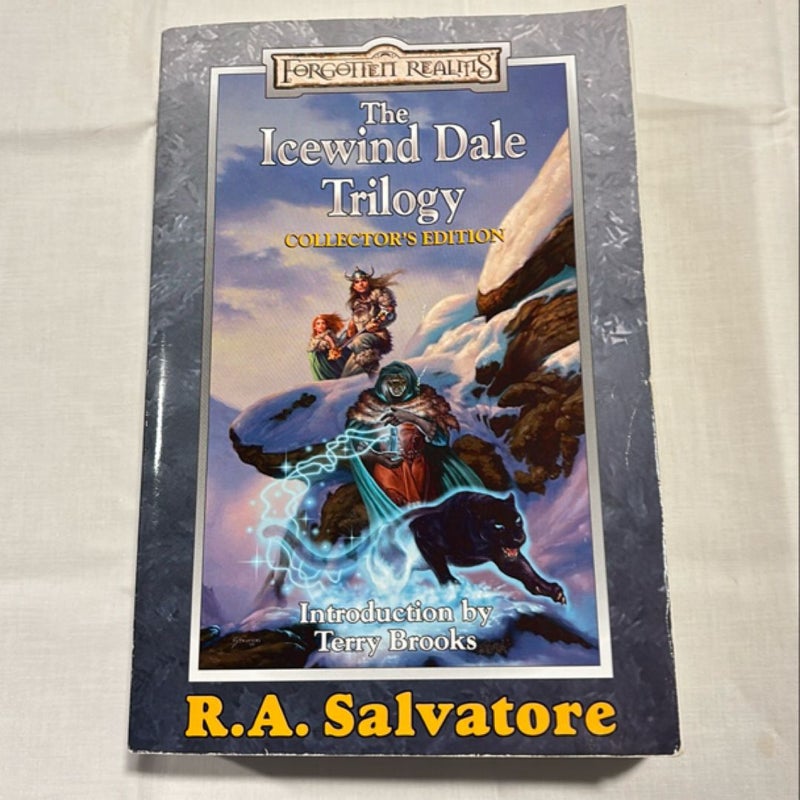 FORGOTTEN REALMS
The
Icewind Dale
Trilogy
COLLECTOR'S EDITION
Introduction by
Terry Brooks
R.A. Salvatore